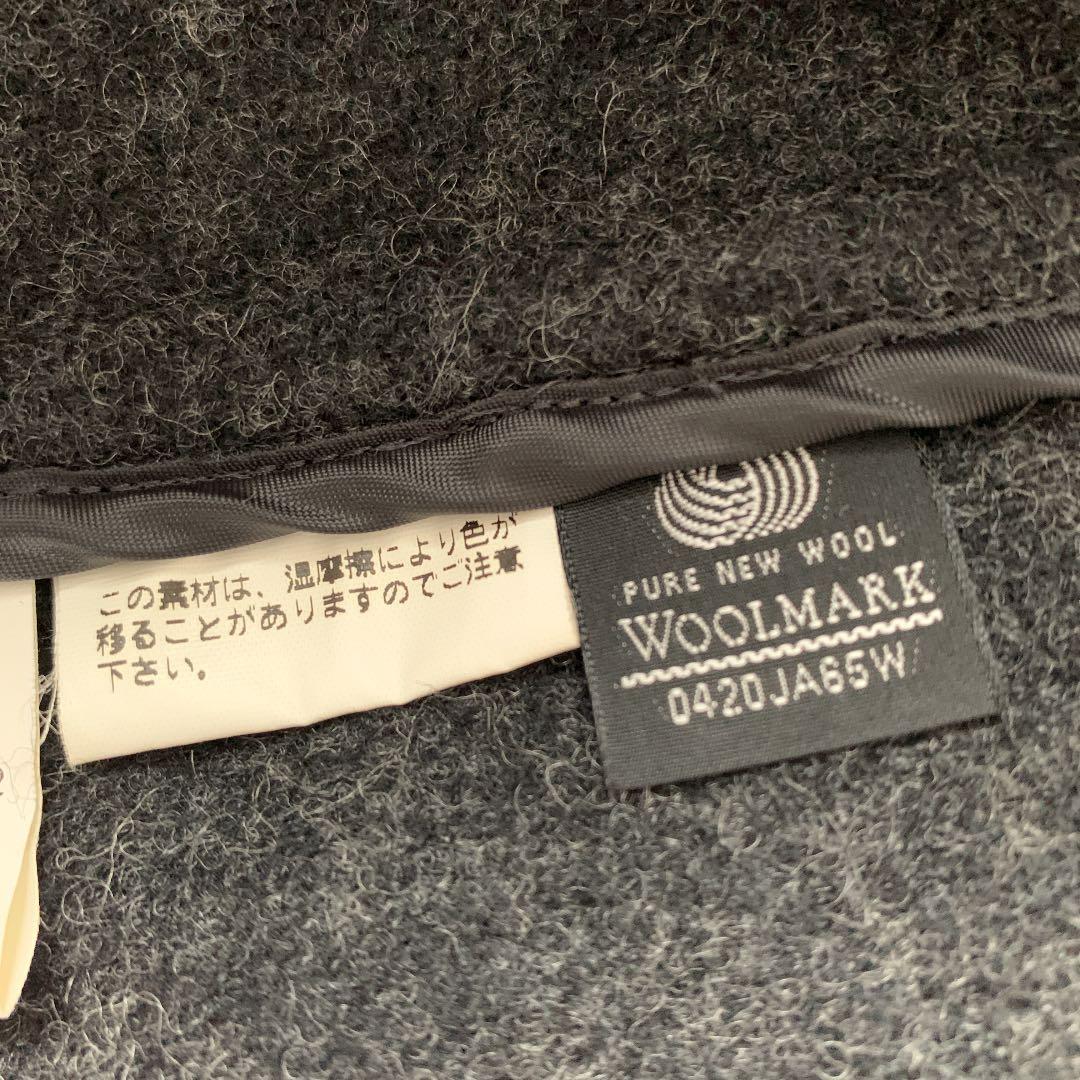 この素材は、湿摩擦により色が
移ることがありますのでご注意
下さい。
PURE NEW WOOL
WOOLMARK
0420JA65W